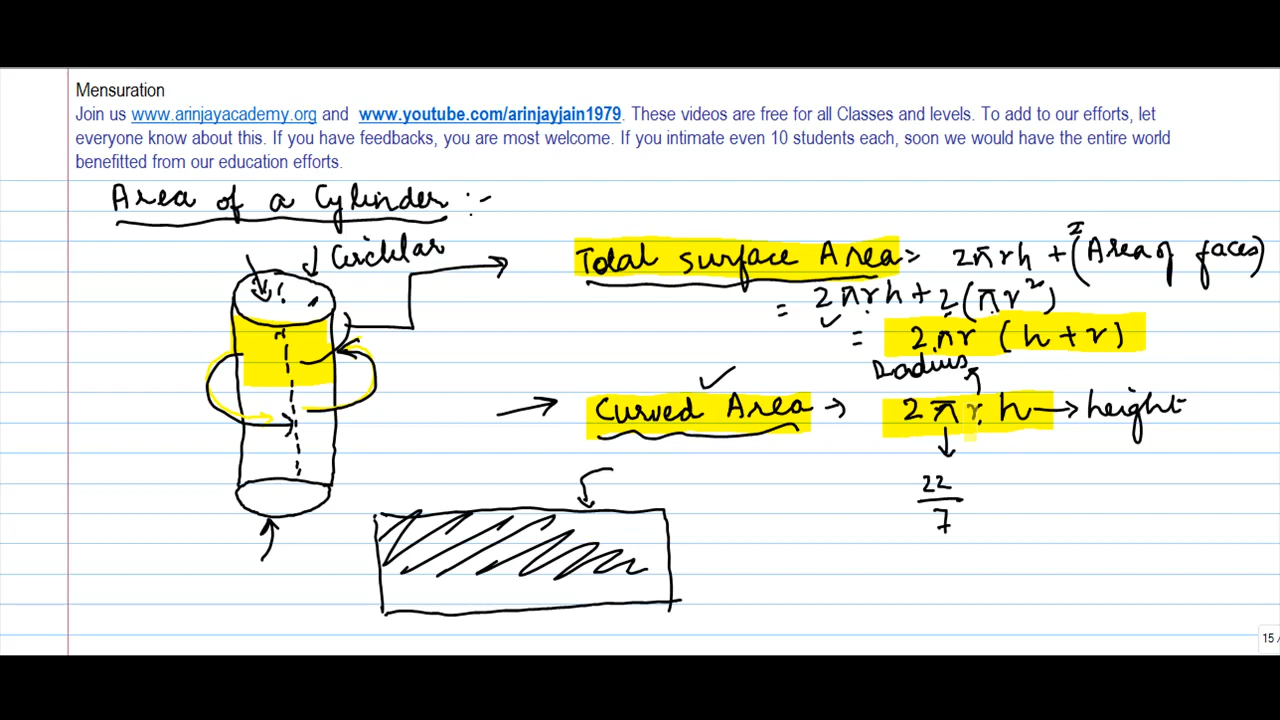 Mensuration
Join us www.arinjayacademy.org and www.youtube.com/arinjayjain1979. These videos are free for all Classes and levels. To add to our efforts, let
everyone know about this. If you have feedbacks, you are most welcome. If you intimate even 10 students each, soon we would have the entire world
benefitted from our education efforts.
Area of a Cylinder :-
Circular
Total surface Area = 2πrh + 2(Area of faces)
= 2πrh + 2(πr²)
= 2πr (h + r)
Radius
Curved Area → 2πrh → height
22
7
15/